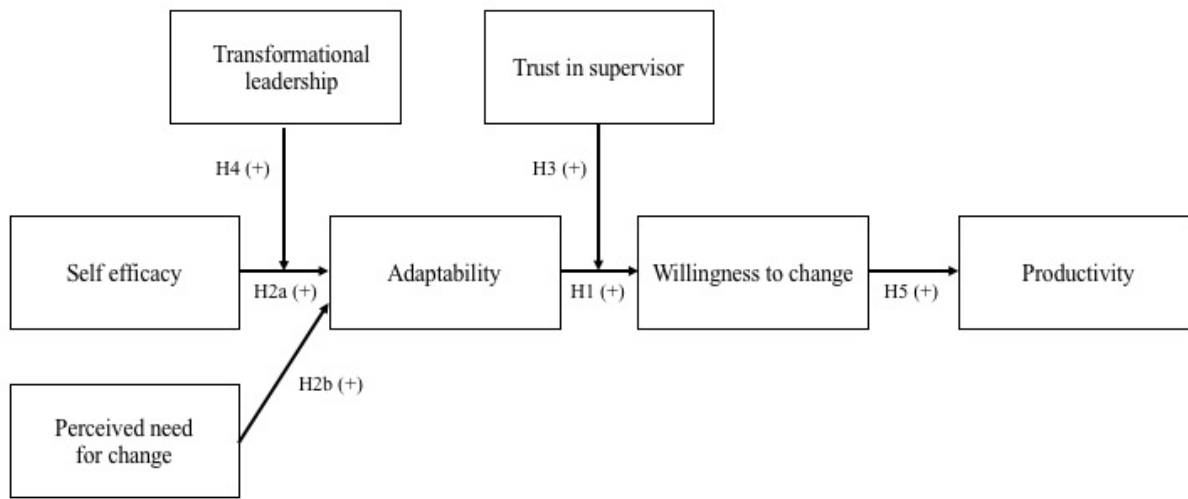 Transformational
leadership
Trust in supervisor
H4 (+)
H3 (+)
Self efficacy
H2a (+)
Adaptability
H1 (+)
Willingness to change
H5 (+)
Productivity
H2b (+)
Perceived need
for change